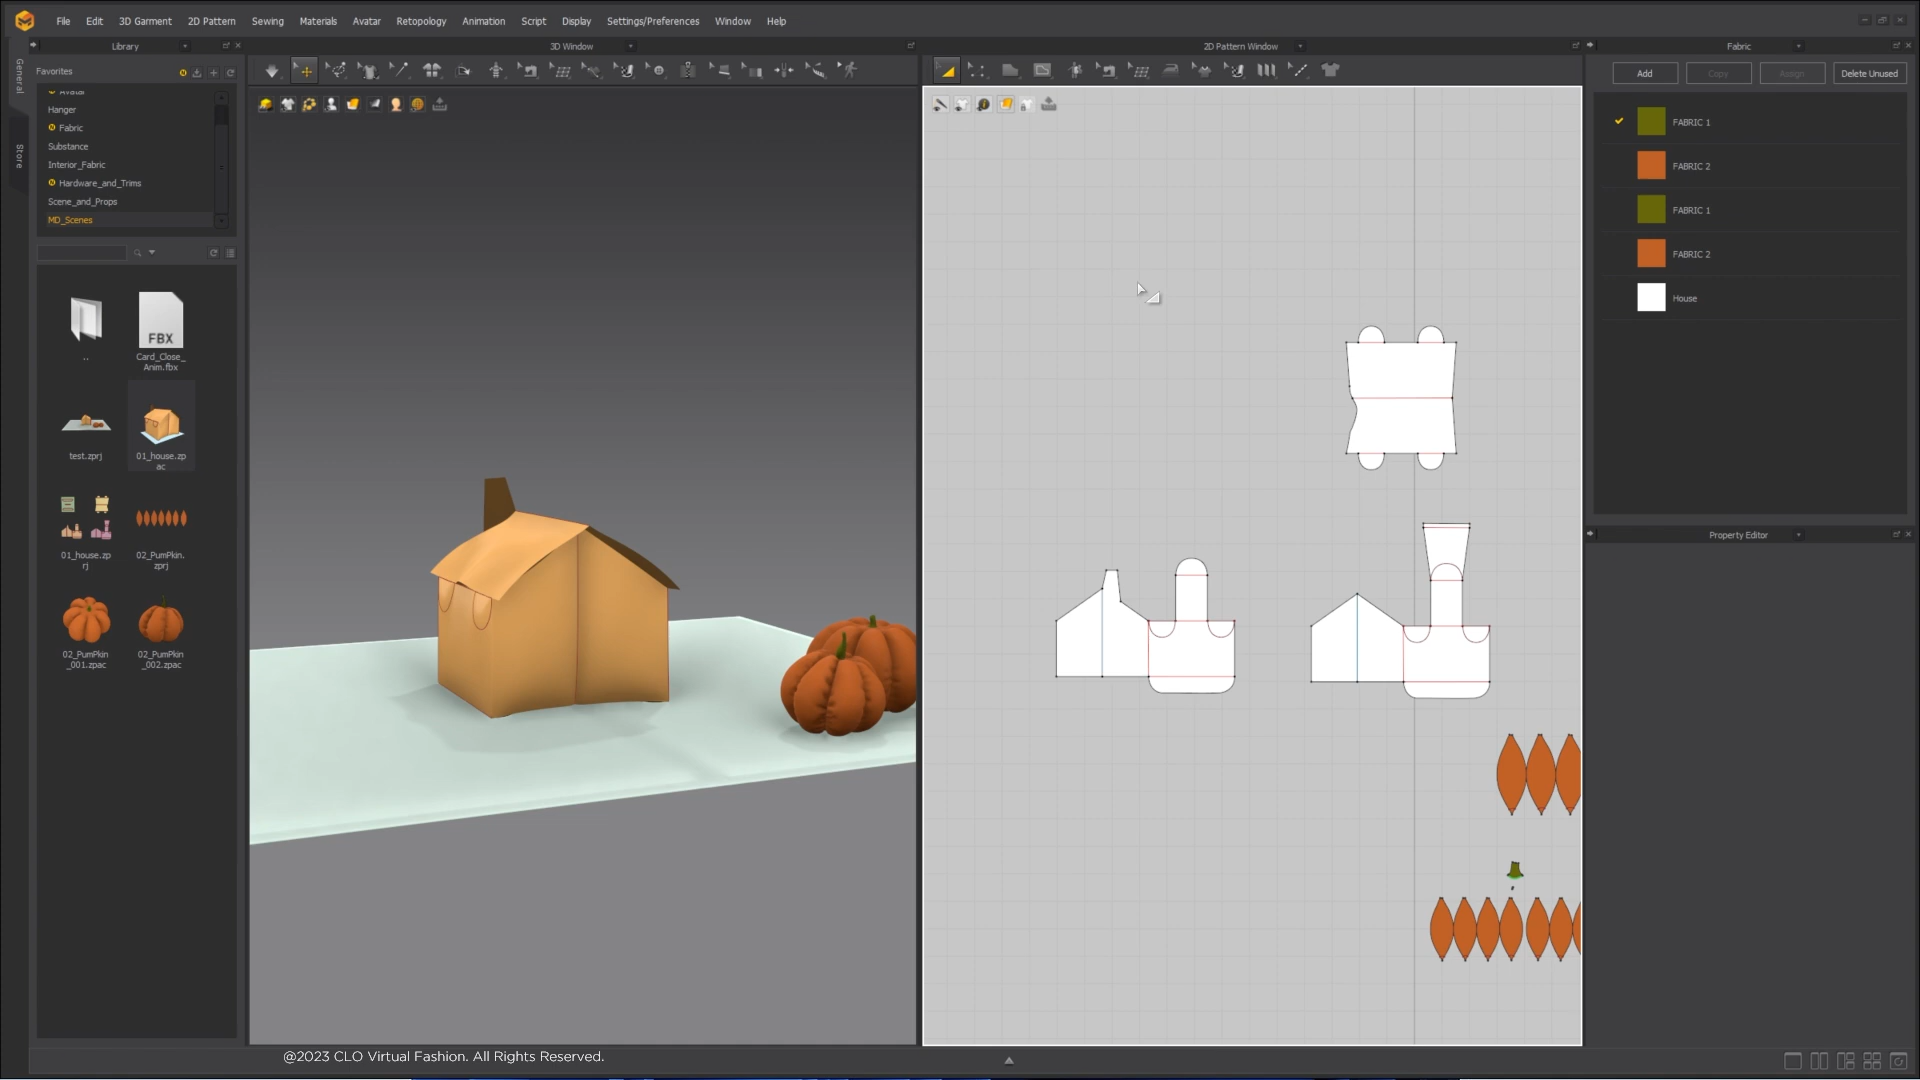 File Edit 3D Garment 2D Pattern Sewing Materials Avatar Retopology Animation Script Display Settings/Preferences Window Help
Library
3D Window
2D Pattern Window
Fabric
General
Store
Favorites
Avatar
Hanger
Fabric
Substance
Interior_Fabric
Hardware_and_Trims
Scene_and_Props
MD_Scenes
..
FBX
Card_Close_
Anim.fbx
test.zprj
01_house.zp
ac
01_house.zp
rj
02_PumPkin.
zprj
02_PumPkin
_001.zpac
02_PumPkin
_002.zpac
Add Copy Assign Delete Unused
FABRIC 1
FABRIC 2
FABRIC 1
FABRIC 2
House
Property Editor
@2023 CLO Virtual Fashion. All Rights Reserved.